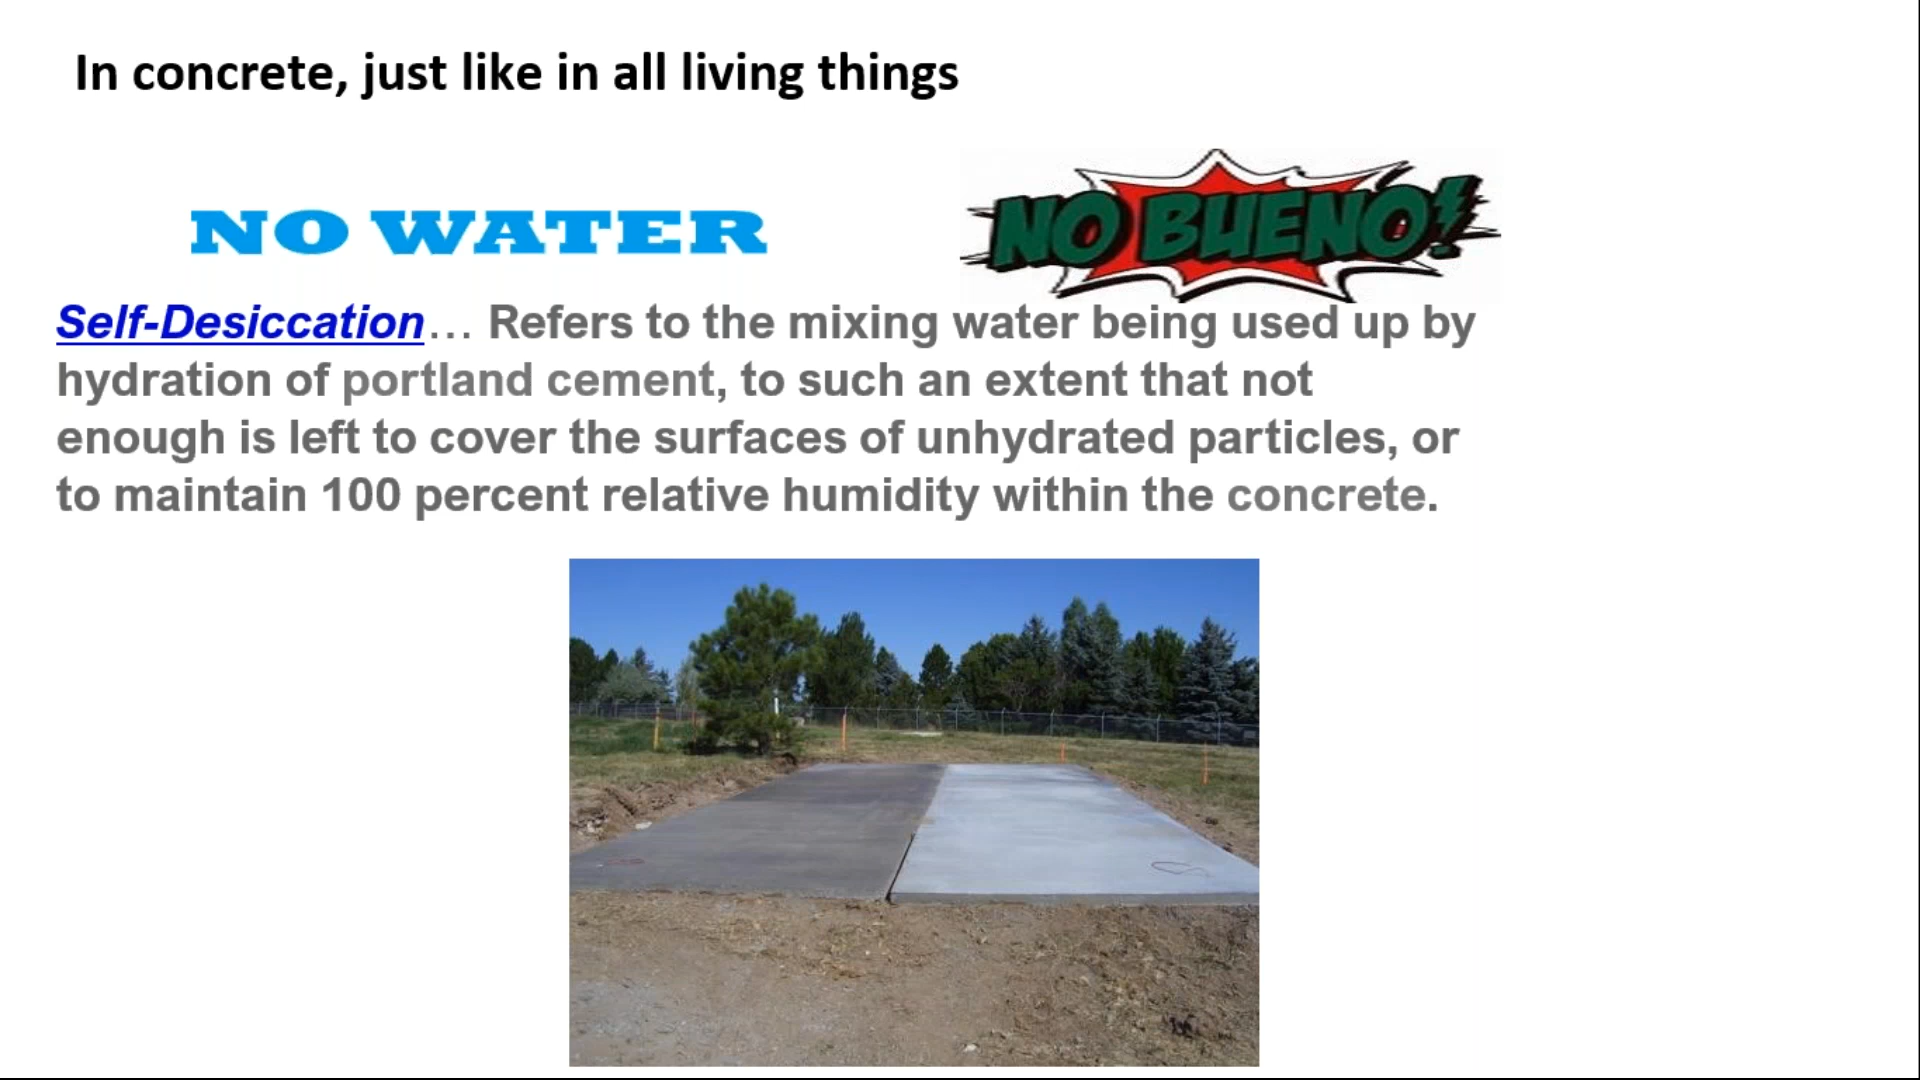 In concrete, just like in all living things
NO WATER
NO BUENO!
Self-Desiccation… Refers to the mixing water being used up by
hydration of portland cement, to such an extent that not
enough is left to cover the surfaces of unhydrated particles, or
to maintain 100 percent relative humidity within the concrete.